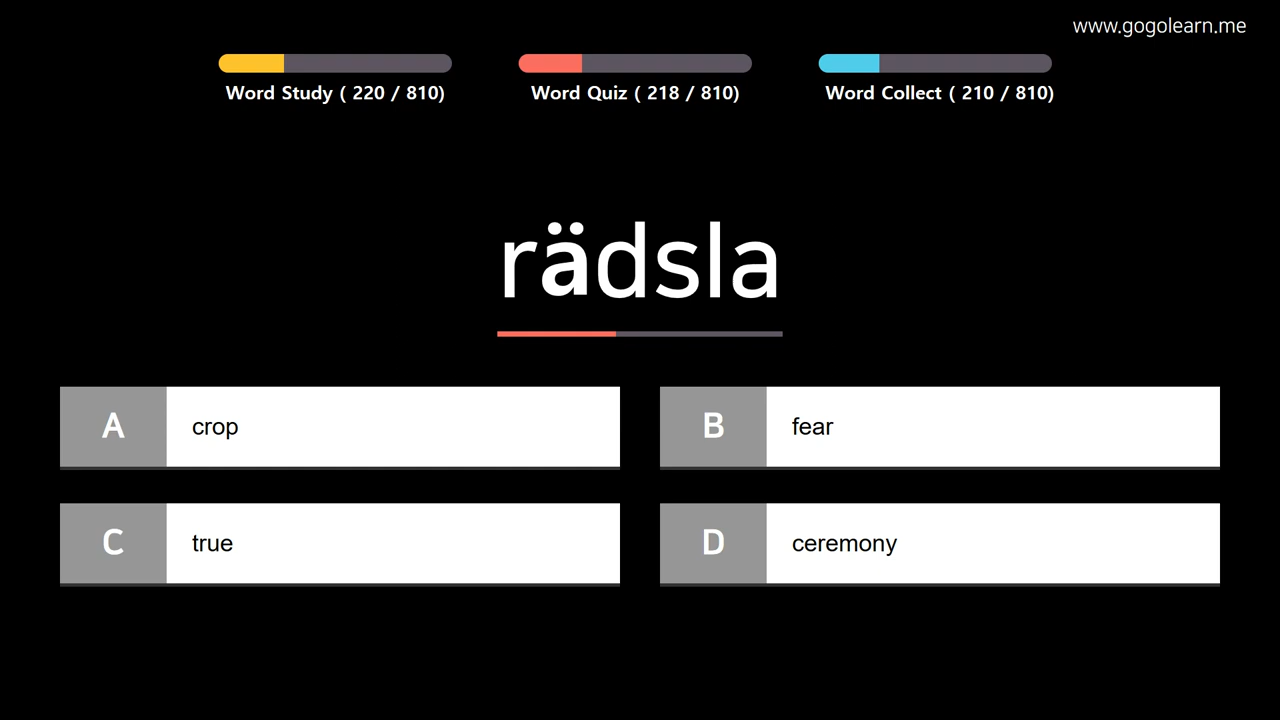 www.gogolearn.me
Word Study ( 220 / 810)
Word Quiz ( 218 / 810)
Word Collect ( 210 / 810)
rädsla
A crop
B fear
C true
D ceremony